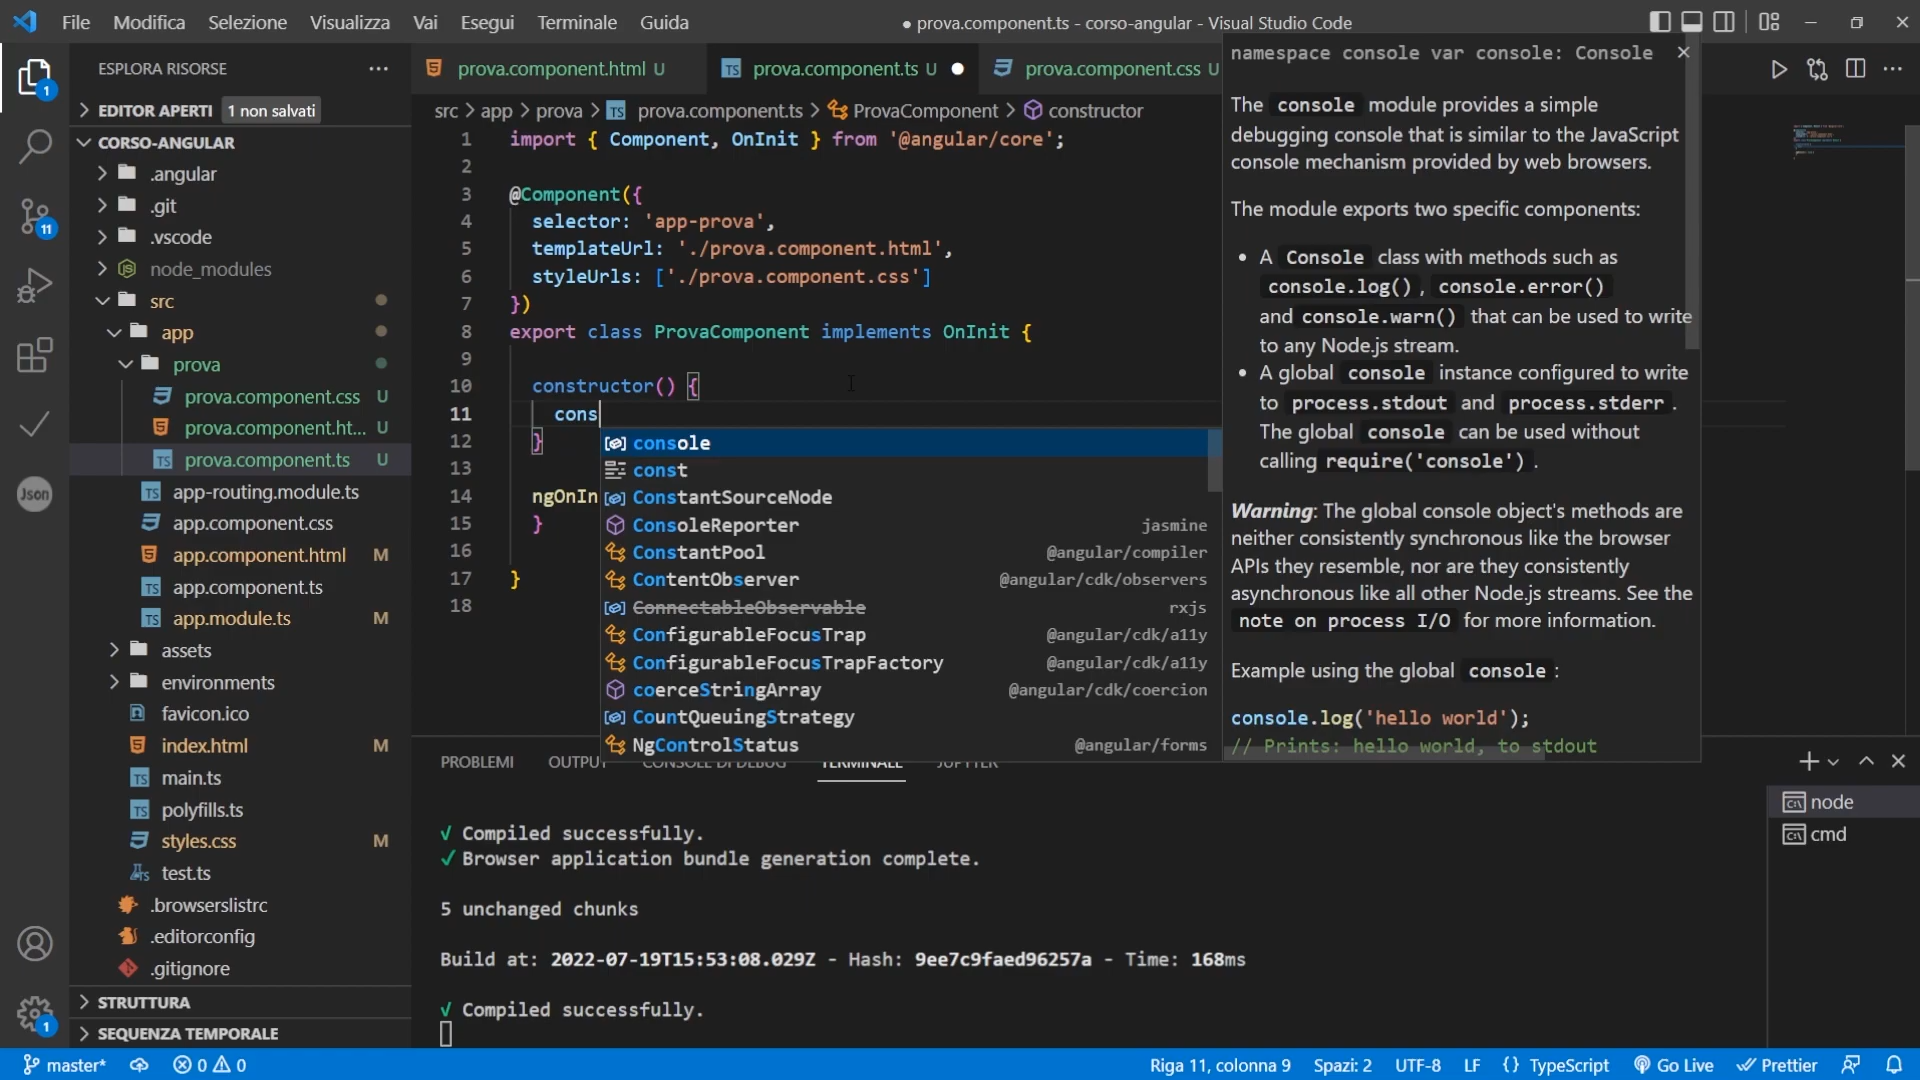 File Modifica Selezione Visualizza Vai Esegui Terminale Guida
● prova.component.ts - corso-angular - Visual Studio Code
ESPLORA RISORSE
EDITOR APERTI 1 non salvati
CORSO-ANGULAR
.angular
.git
.vscode
node_modules
src
app
prova
prova.component.css U
prova.component.ht... U
prova.component.ts U
app-routing.module.ts
app.component.css
app.component.html M
app.component.ts
app.module.ts M
assets
environments
favicon.ico
index.html M
main.ts
polyfills.ts
styles.css M
test.ts
.browserslistrc
.editorconfig
.gitignore
STRUTTURA
SEQUENZA TEMPORALE
1
11
Json
1
prova.component.html U
TS prova.component.ts U
prova.component.css U
src > app > prova > TS prova.component.ts > ProvaComponent > constructor
1 import { Component, OnInit } from '@angular/core';
2
3 @Component({
4 selector: 'app-prova',
5 templateUrl: './prova.component.html',
6 styleUrls: ['./prova.component.css']
7 })
8 export class ProvaComponent implements OnInit {
9
10 constructor() {
11 cons
12 }
13
14 ngOnIn
15 }
16
17 }
18
console
const
ConstantSourceNode
ConsoleReporter jasmine
ConstantPool @angular/compiler
ContentObserver @angular/cdk/observers
ConnectableObservable rxjs
ConfigurableFocusTrap @angular/cdk/a11y
ConfigurableFocusTrapFactory @angular/cdk/a11y
coerceStringArray @angular/cdk/coercion
CountQueuingStrategy
NgControlStatus @angular/forms
namespace console var console: Console
The console module provides a simple
debugging console that is similar to the JavaScript
console mechanism provided by web browsers.
The module exports two specific components:
• A Console class with methods such as
console.log() , console.error()
and console.warn() that can be used to write
to any Node.js stream.
• A global console instance configured to write
to process.stdout and process.stderr .
The global console can be used without
calling require('console') .
Warning: The global console object's methods are
neither consistently synchronous like the browser
APIs they resemble, nor are they consistently
asynchronous like all other Node.js streams. See the
note on process I/O for more information.
Example using the global console :
console.log('hello world');
// Prints: hello world, to stdout
PROBLEMI OUTPUT CONSOLE DI DEBUG TERMINALE JUPYTER
√ Compiled successfully.
✓ Browser application bundle generation complete.
5 unchanged chunks
Build at: 2022-07-19T15:53:08.029Z - Hash: 9ee7c9faed96257a - Time: 168ms
√ Compiled successfully.
node
cmd
master* 0 0
Riga 11, colonna 9 Spazi: 2 UTF-8 LF {} TypeScript Go Live Prettier